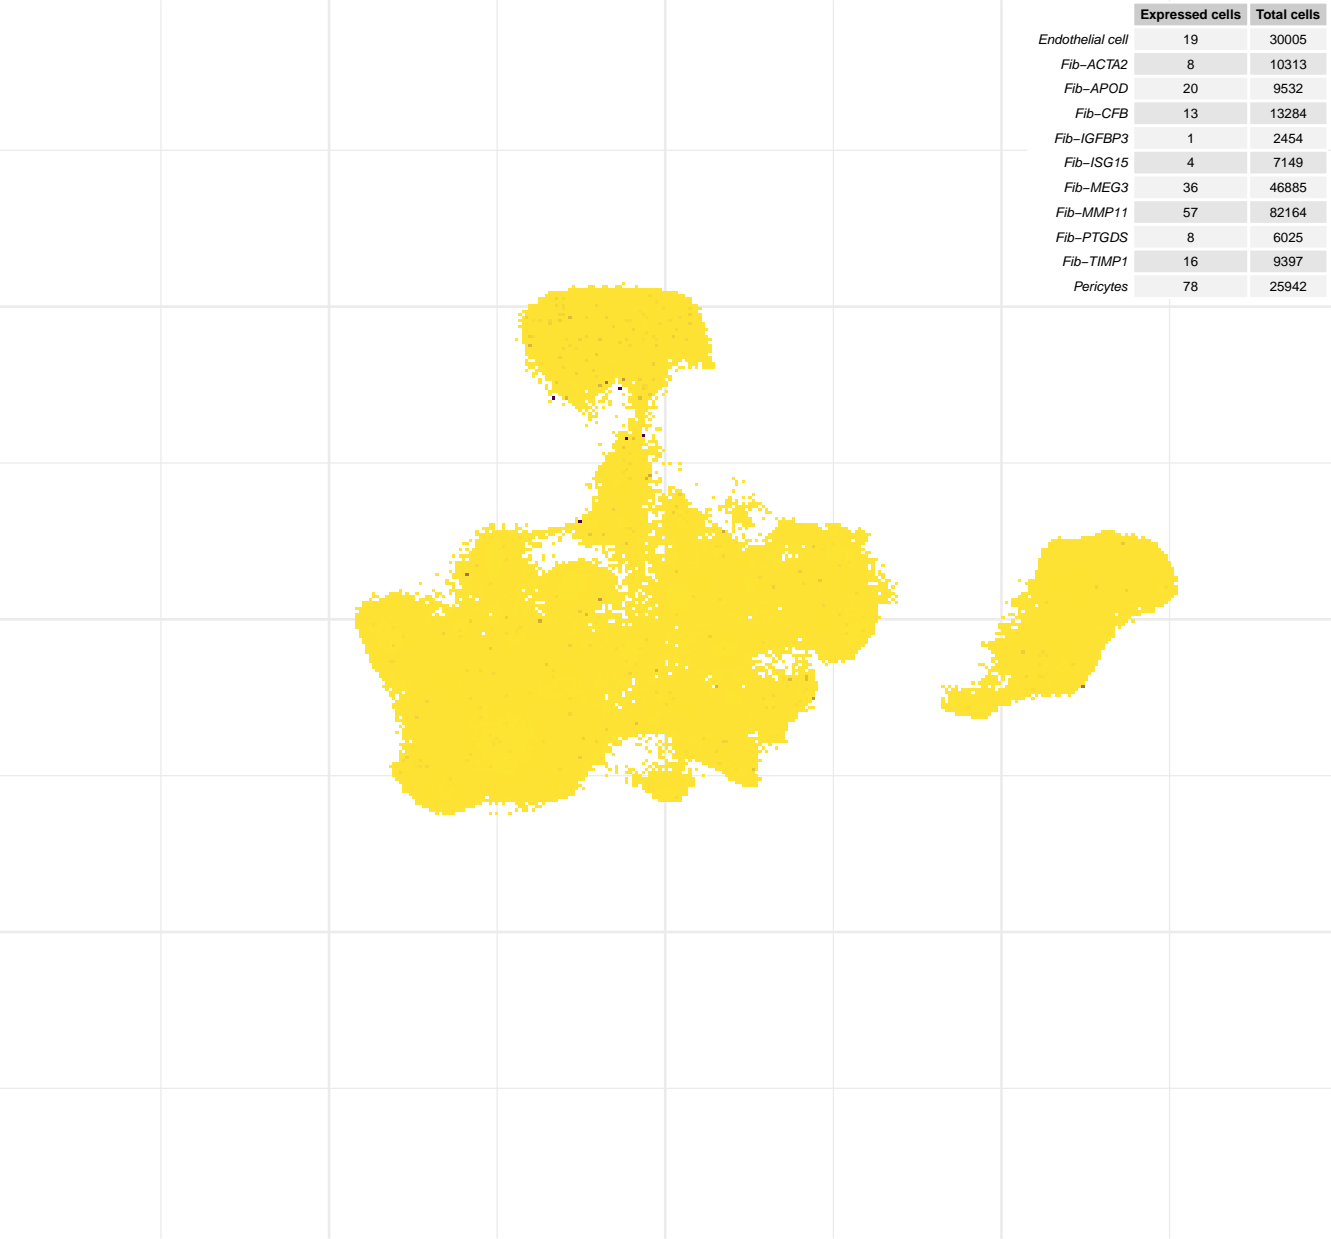 Expressed cells Total cells
Endothelial cell 19 30005
Fib−ACTA2 8 10313
Fib−APOD 20 9532
Fib−CFB 13 13284
Fib−IGFBP3 1 2454
Fib−ISG15 4 7149
Fib−MEG3 36 46885
Fib−MMP11 57 82164
Fib−PTGDS 8 6025
Fib−TIMP1 16 9397
Pericytes 78 25942